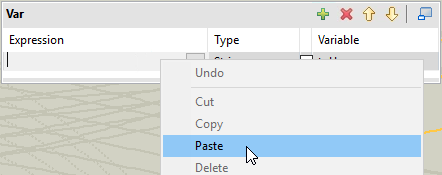 Var
Expression Type Variable
Undo
Cut
Copy
Paste
Delete